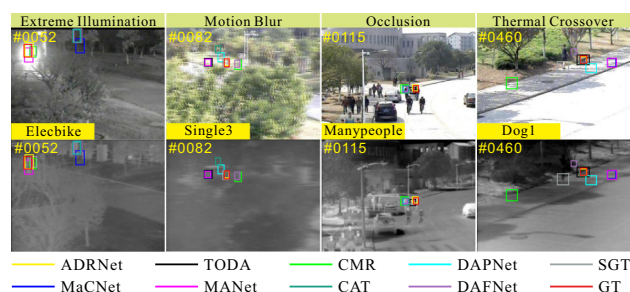 Extreme Illumination Motion Blur Occlusion Thermal Crossover
#0052 #0082 #0115 #0460
Elecbike Single3 Manypeople Dog1
#0052 #0082 #0115 #0460
ADRNet TODA CMR DAPNet SGT
MaCNet MANet CAT DAFNet GT